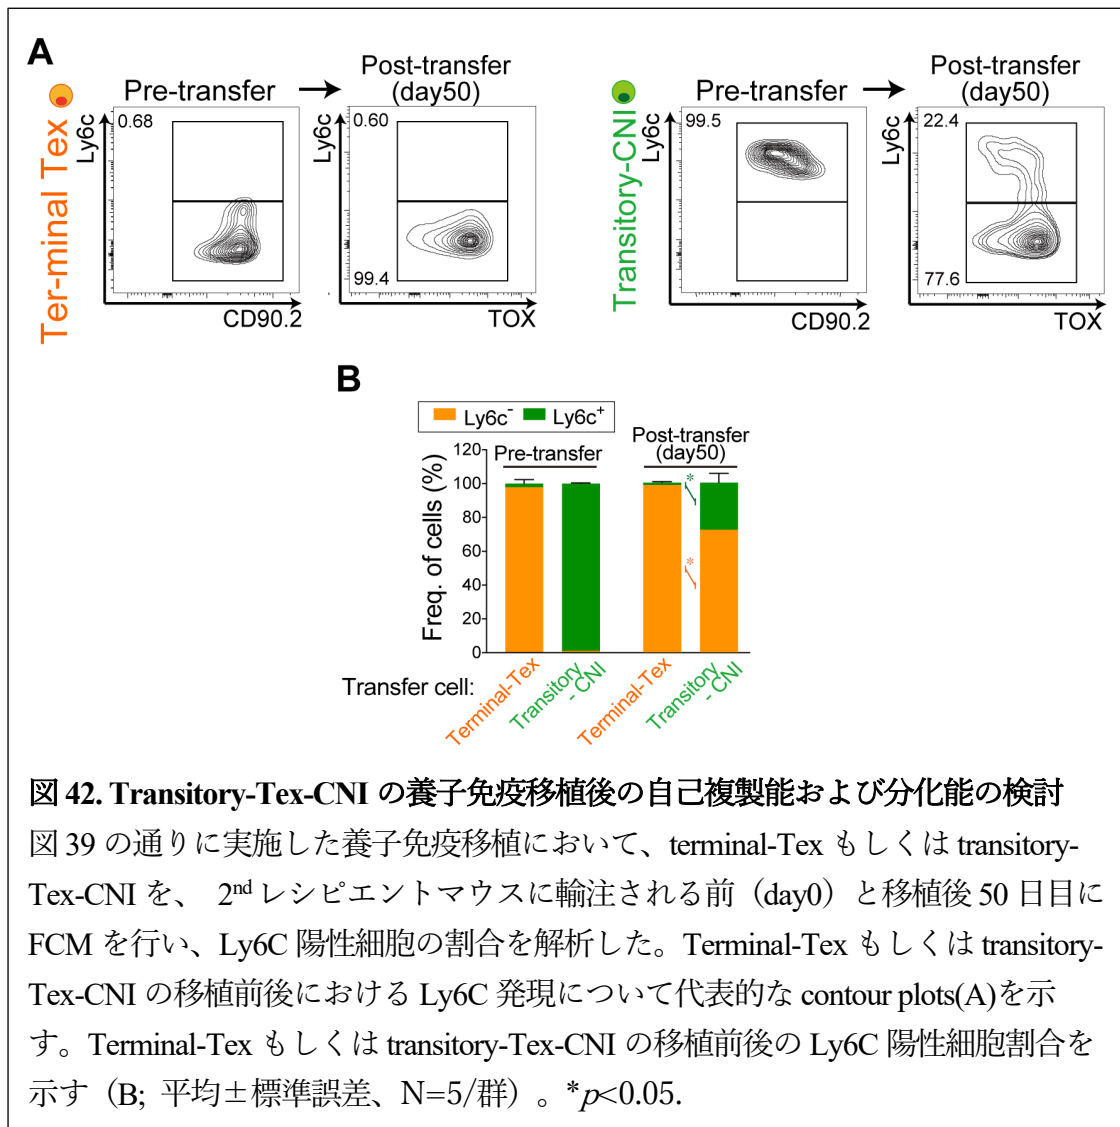 A
Ter-minal Tex
Pre-transfer
Post-transfer
(day50)
Ly6c
0.68
CD90.2
Ly6c
0.60
99.4
TOX
Transitory-CNI
Pre-transfer
Post-transfer
(day50)
Ly6c
99.5
CD90.2
Ly6c
22.4
77.6
TOX
B
Ly6c- Ly6c+
Freq. of cells (%)
120
100
80
60
40
20
0
Pre-transfer
Post-transfer
(day50)
*
*
Transfer cell:
Terminal-Tex
Transitory
- CNI
Terminal-Tex
Transitory
- CNI
図 42. Transitory-Tex-CNI の養子免疫移植後の自己複製能および分化能の検討
図 39 の通りに実施した養子免疫移植において、terminal-Tex もしくは transitory-
Tex-CNI を、 2nd レシピエントマウスに輸注される前（day0）と移植後 50 日目に
FCM を行い、Ly6C 陽性細胞の割合を解析した。Terminal-Tex もしくは transitory-
Tex-CNI の移植前後における Ly6C 発現について代表的な contour plots(A)を示
す。Terminal-Tex もしくは transitory-Tex-CNI の移植前後の Ly6C 陽性細胞割合を
示す（B; 平均±標準誤差、N=5/群）。*p<0.05.